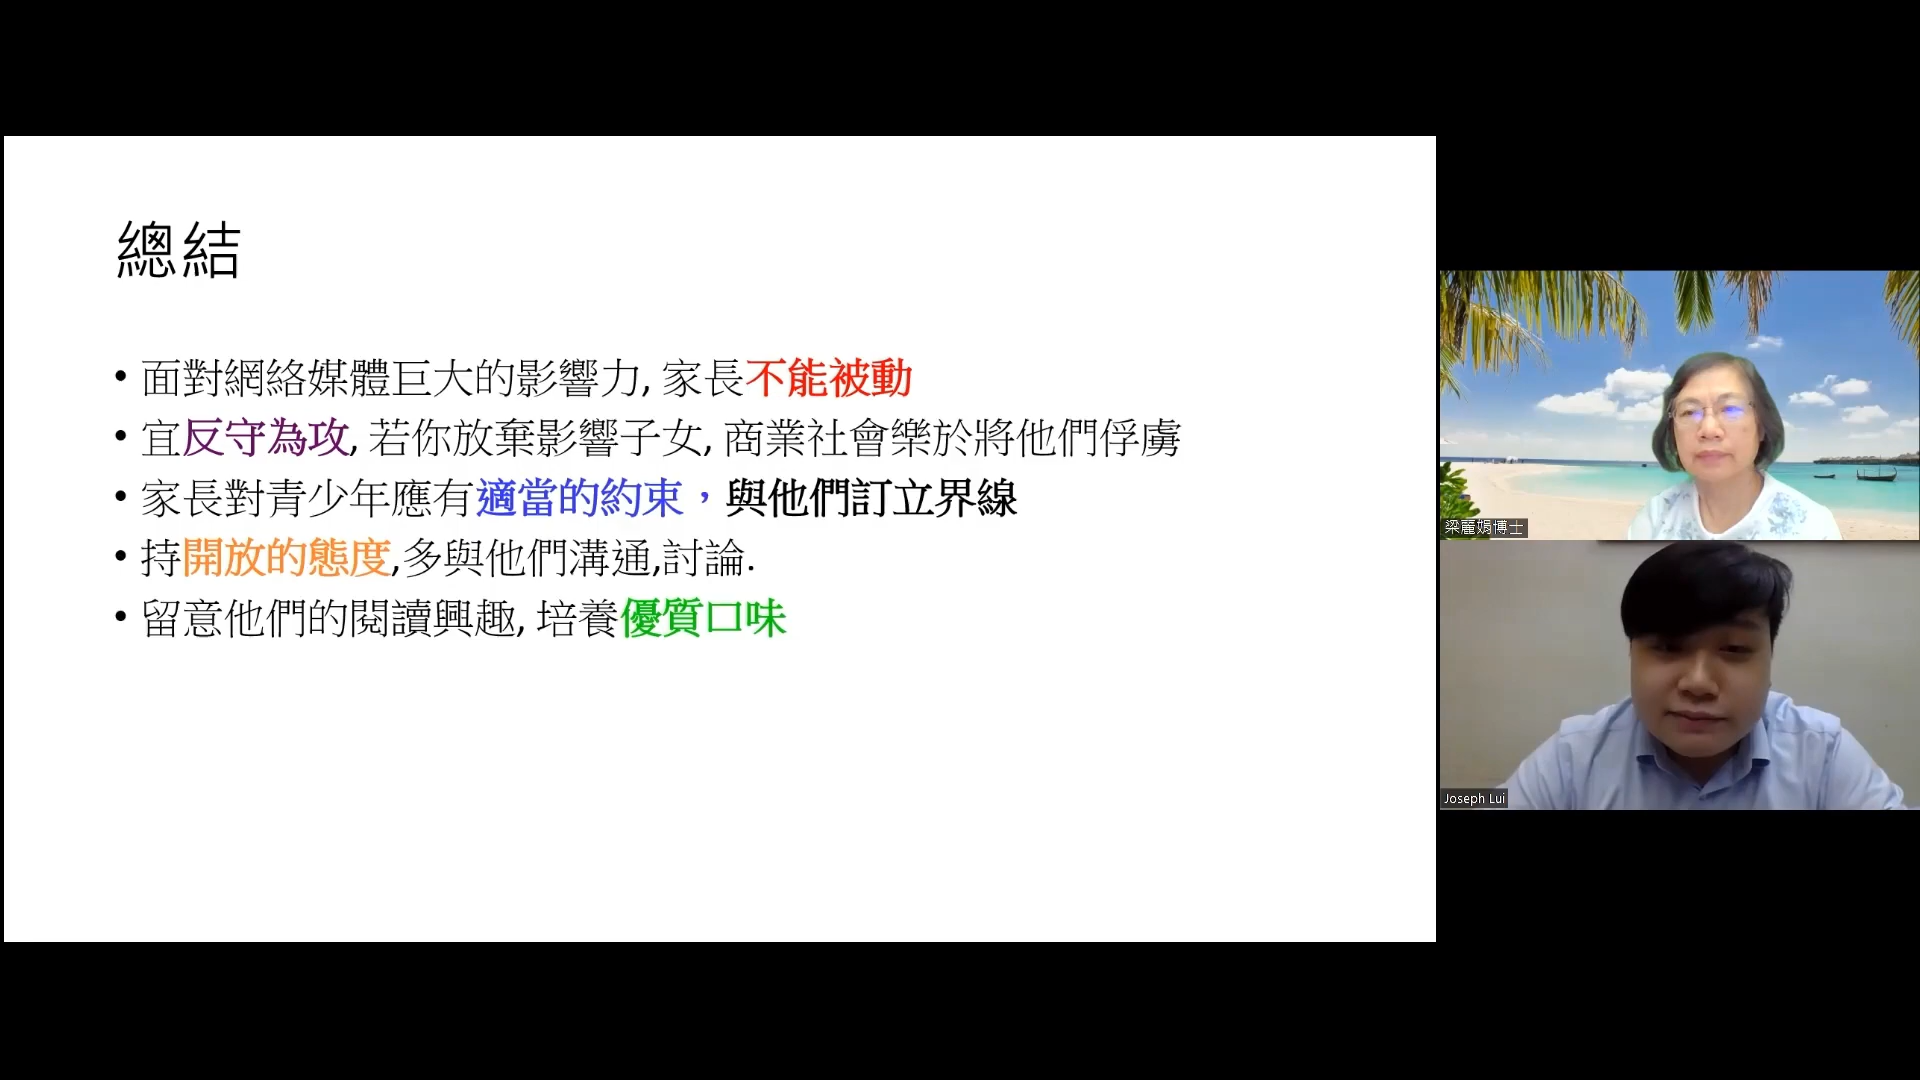 總結
• 面對網絡媒體巨大的影響力, 家長不能被動
• 宜反守為攻, 若你放棄影響子女, 商業社會樂於將他們俘虜
• 家長對青少年應有適當的約束，與他們訂立界線
• 持開放的態度,多與他們溝通,討論.
• 留意他們的閱讀興趣, 培養優質口味
梁麗娟博士
Joseph Lui